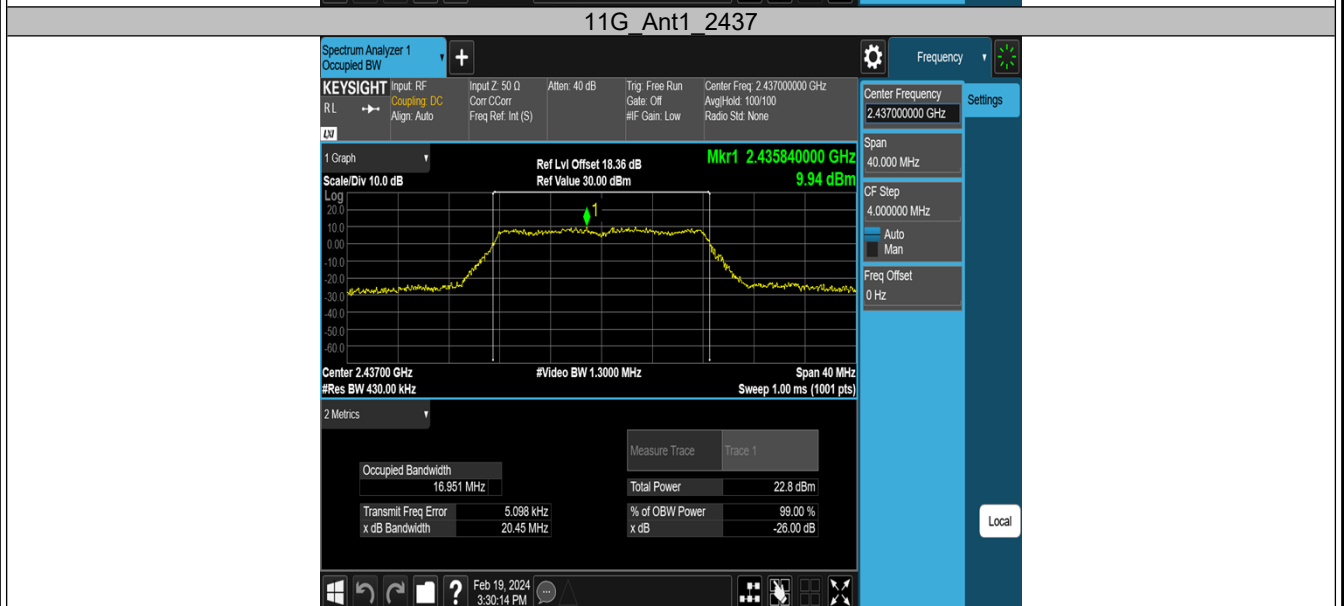 11G_Ant1_2437
Spectrum Analyzer 1
Occupied BW
+
Frequency
KEYSIGHT
RL
LXI
Input: RF
Coupling: DC
Align: Auto
Input Z: 50 Ω
Corr CCorr
Freq Ref: Int (S)
Atten: 40 dB
Trig: Free Run
Gate: Off
#IF Gain: Low
Center Freq: 2.437000000 GHz
Avg|Hold: 100/100
Radio Std: None
Center Frequency
2.437000000 GHz
Settings
Span
40.000 MHz
CF Step
4.000000 MHz
Auto
Man
Freq Offset
0 Hz
1 Graph
Scale/Div 10.0 dB
Ref Lvl Offset 18.36 dB
Ref Value 30.00 dBm
Mkr1 2.435840000 GHz
9.94 dBm
Log
20.0
10.0
0.00
-10.0
-20.0
-30.0
-40.0
-50.0
-60.0
1
Center 2.43700 GHz
#Video BW 1.3000 MHz
Span 40 MHz
#Res BW 430.00 kHz
Sweep 1.00 ms (1001 pts)
2 Metrics
Measure Trace Trace 1
Occupied Bandwidth
16.951 MHz
Total Power 22.8 dBm
Transmit Freq Error 5.098 kHz
% of OBW Power 99.00 %
x dB Bandwidth 20.45 MHz
x dB -26.00 dB
Local
?
Feb 19, 2024
3:30:14 PM